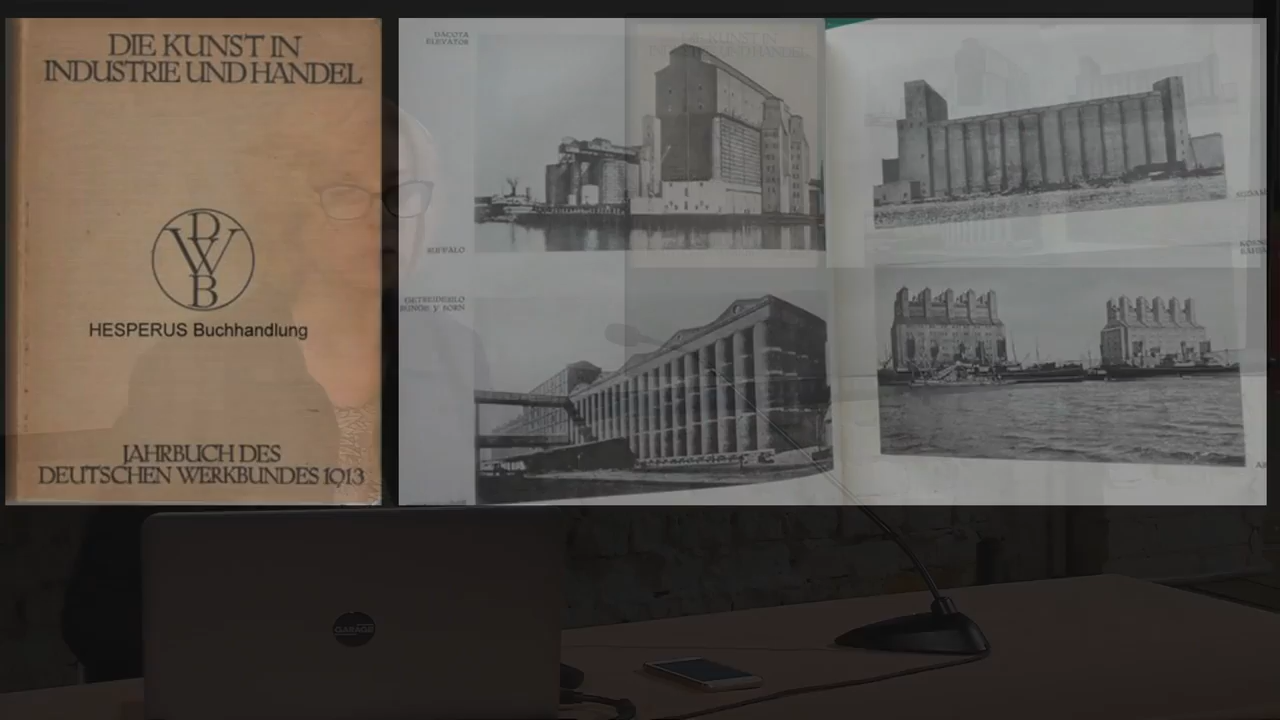 DIE KUNST IN
INDUSTRIE UND HANDEL
DWB
HESPERUS Buchhandlung
JAHRBUCH DES
DEUTSCHEN WERKBUNDES 1913
DACOTA
ELEVATOR
BUFFALO
GETREIDESILO
BUNGE Y BORN
GARAGE